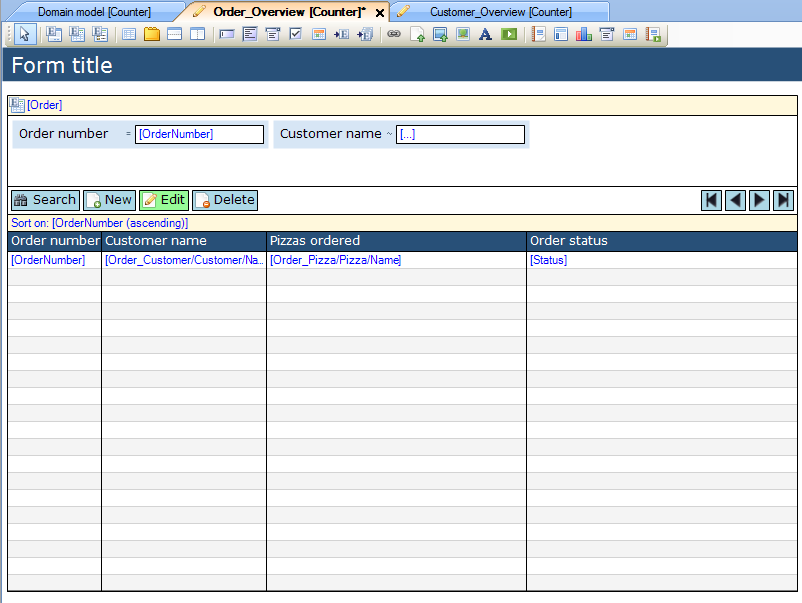 Domain model [Counter] Order_Overview [Counter]* Customer_Overview [Counter]
Form title
[Order]
Order number = [OrderNumber] Customer name ~ [...]
Search New Edit Delete
Sort on: [OrderNumber (ascending)]
Order number Customer name Pizzas ordered Order status
[OrderNumber] [Order_Customer/Customer/Na... [Order_Pizza/Pizza/Name] [Status]